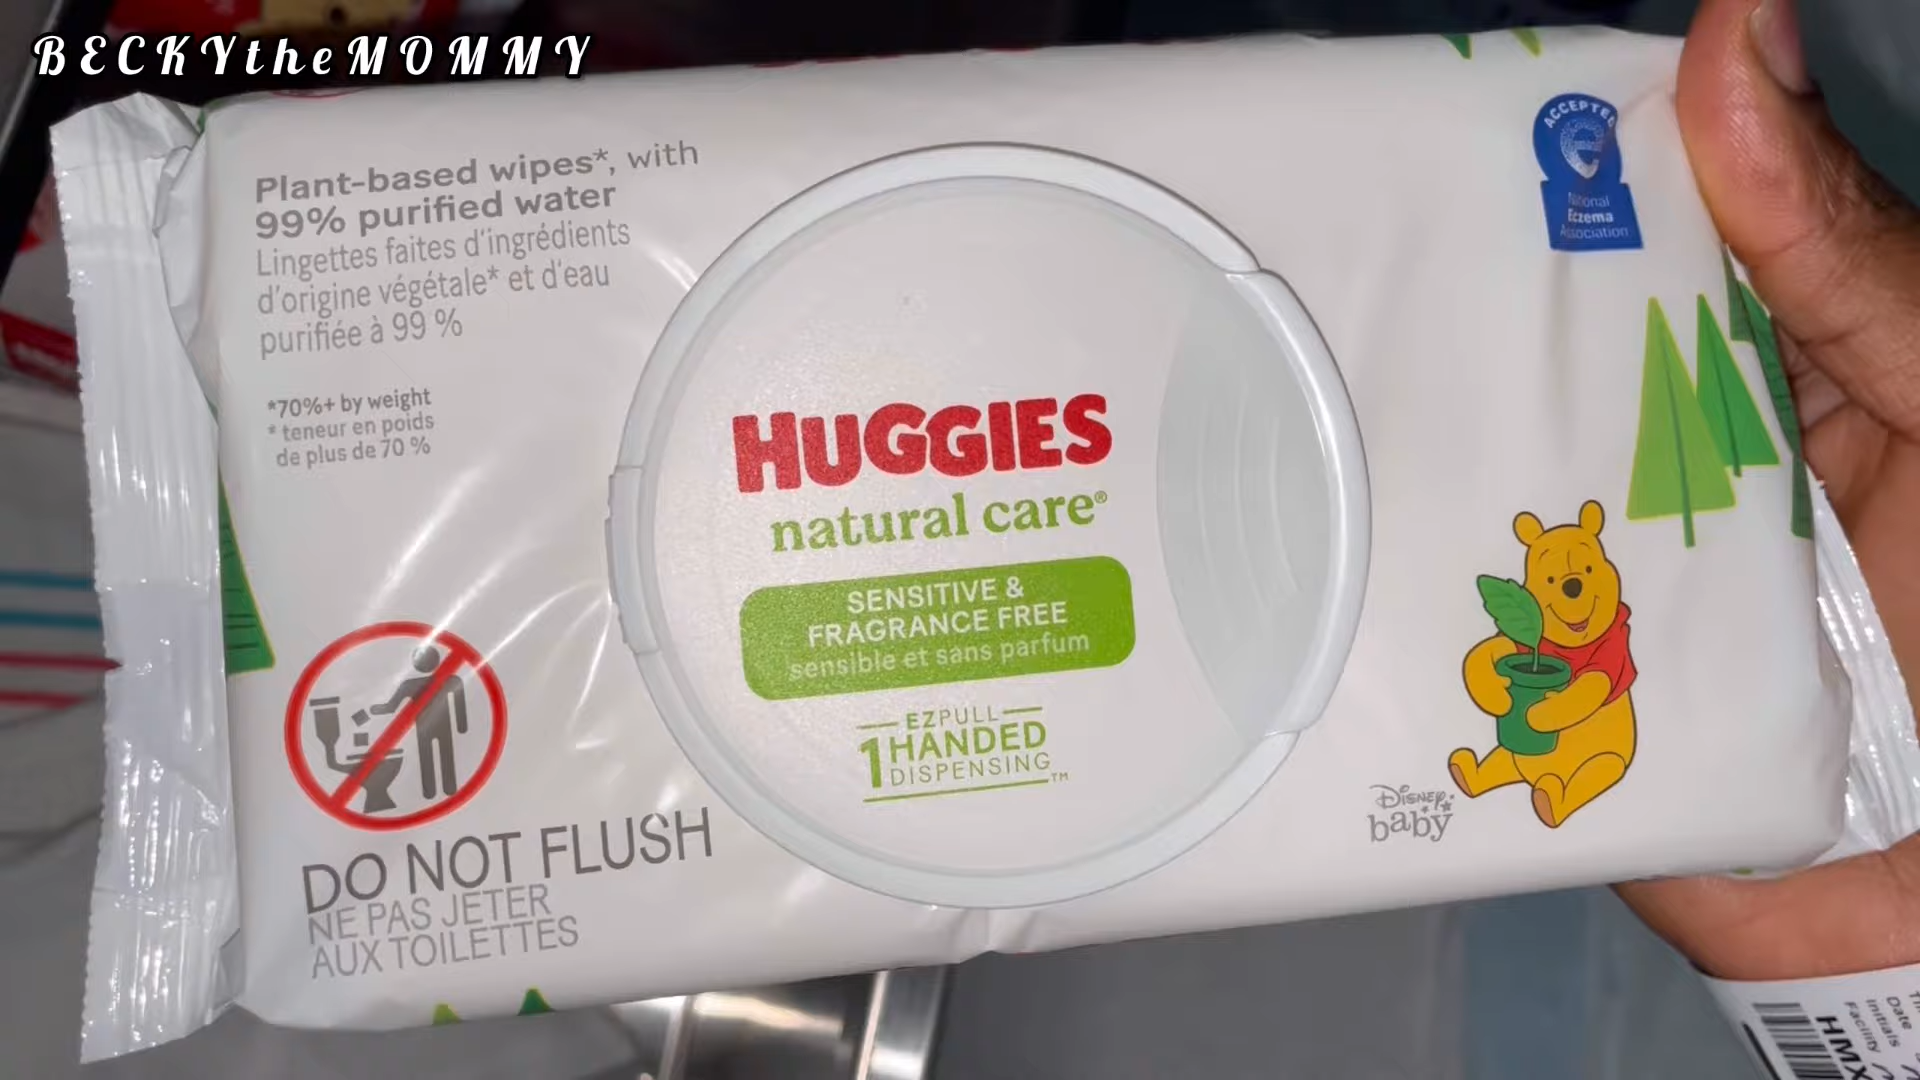 BECKYtheMOMMY
Plant-based wipes*, with
99% purified water
Lingettes faites d'ingrédients
d'origine végétale* et d'eau
purifiée à 99 %
*70%+ by weight
* teneur en poids
de plus de 70 %
DO NOT FLUSH
NE PAS JETER
AUX TOILETTES
HUGGIES
natural care®
SENSITIVE &
FRAGRANCE FREE
sensible et sans parfum
EZPULL
1 HANDED
DISPENSING™
ACCEPTED
National
Eczema
Association
Disney
baby
Date
Initials
Facility
HMX